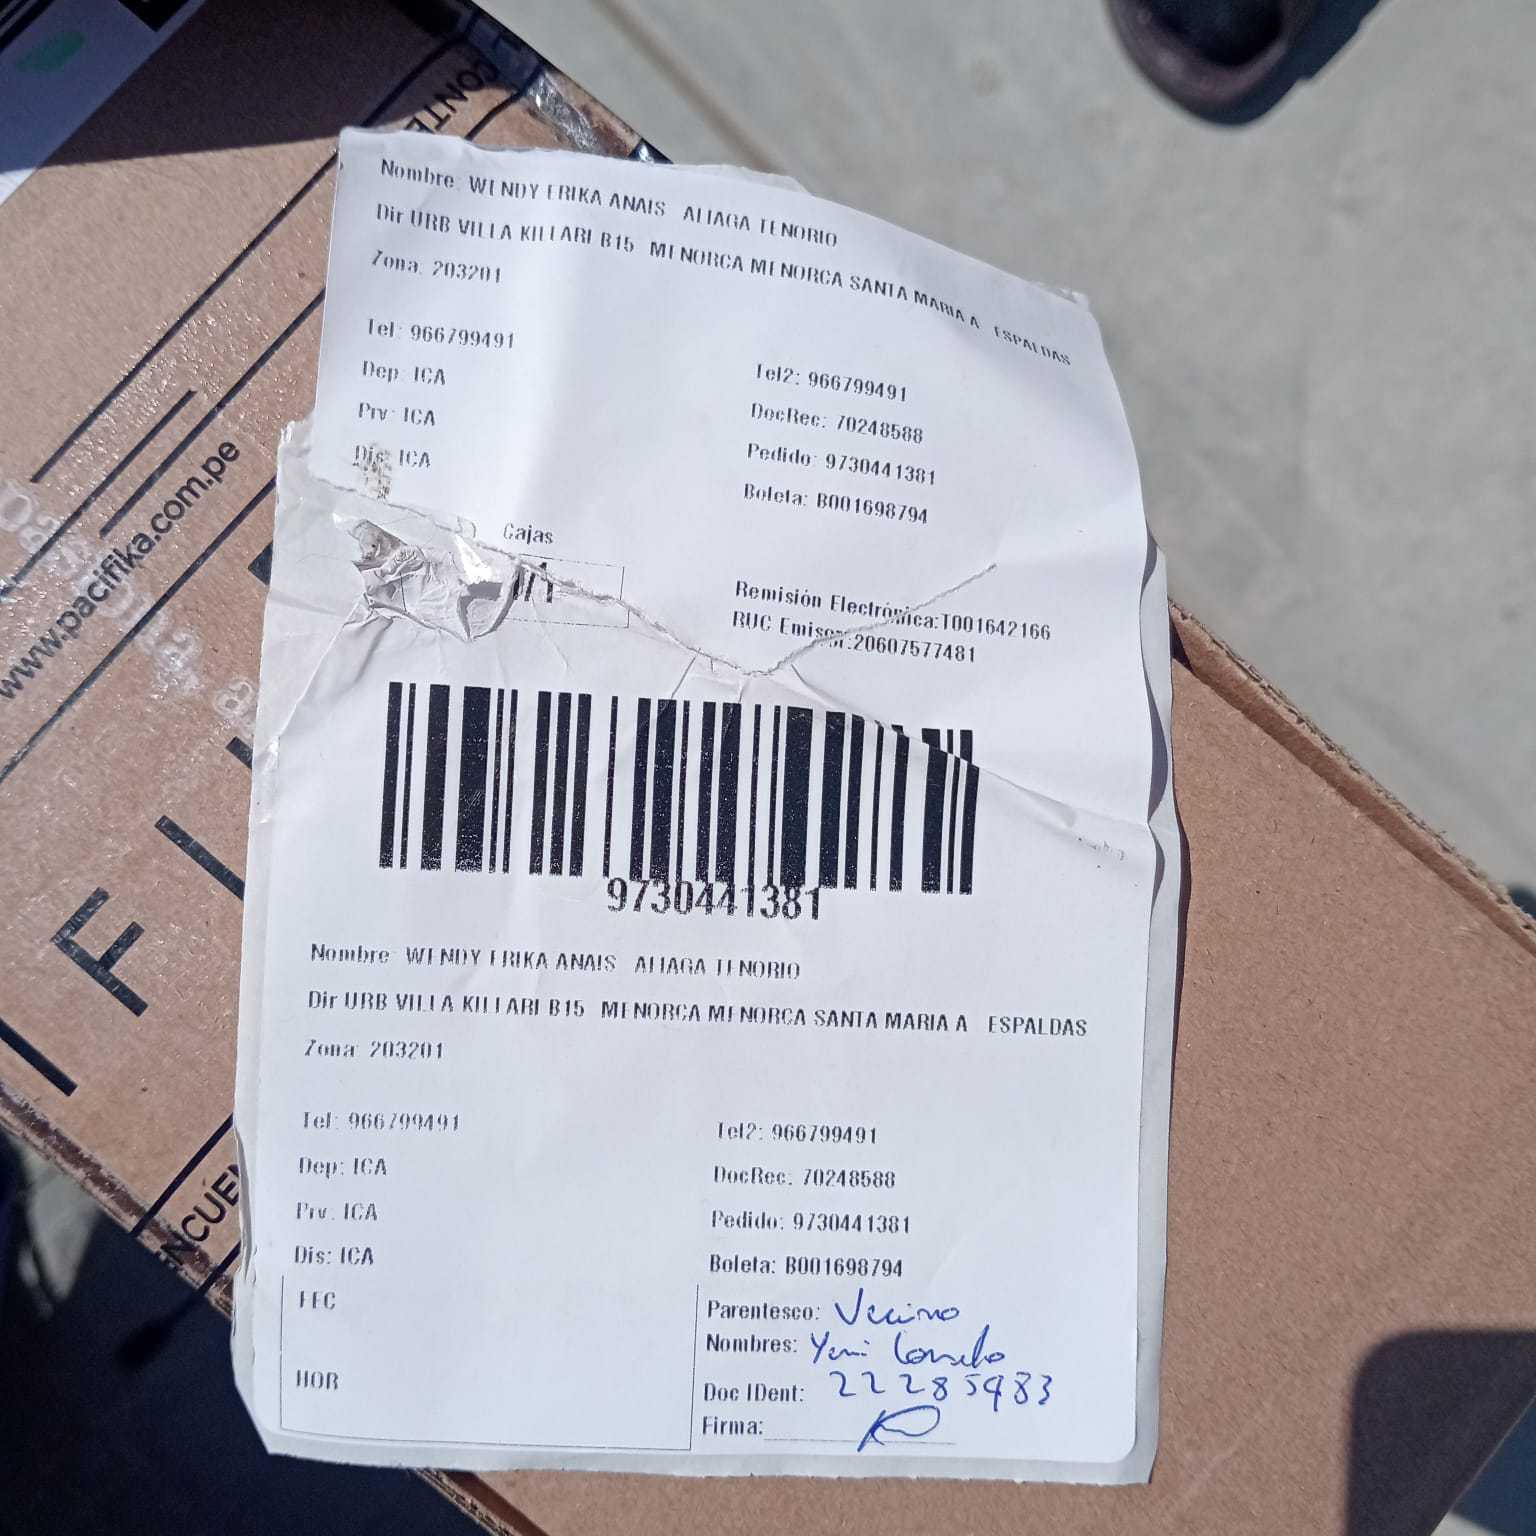 Nombre: WENDY ERIKA ANAIS ALIAGA TENORIO
Dir URB VILLA KILLARI B15 MENORCA MENORCA SANTA MARIA A ESPALDAS
Zona: 203201
Tel: 966799491
Tel2: 966799491
Dep: ICA
DocRec: 70248588
Prv: ICA
Pedido: 9730441381
Dis: ICA
Boleta: B001698794
Cajas
/1
Remisión Electrónica:T001642166
RUC Emisor:20607577481
9730441381
Nombre: WENDY ERIKA ANAIS ALIAGA TENORIO
Dir URB VILLA KILLARI B15 MENORCA MENORCA SANTA MARIA A ESPALDAS
Zona: 203201
Tel: 966799491
Tel2: 966799491
Dep: ICA
DocRec: 70248588
Prv: ICA
Pedido: 9730441381
Dis: ICA
Boleta: B001698794
FEC
HOR
Parentesco: Vecino
Nombres: Yeni
Doc IDent: 22285983
Firma:
www.pacifika.com.pe
CONTE
F
ENCUÉN